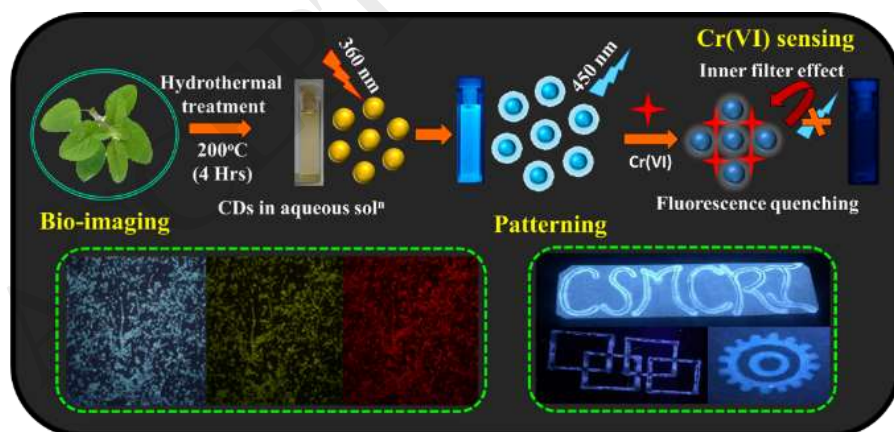 360 nm
450 nm
Cr(VI) sensing
Hydrothermal
treatment
200°C
(4 Hrs)
Inner filter effect
Cr(VI)
CDs in aqueous solⁿ
Fluorescence quenching
Bio-imaging
Patterning
CSMCRI